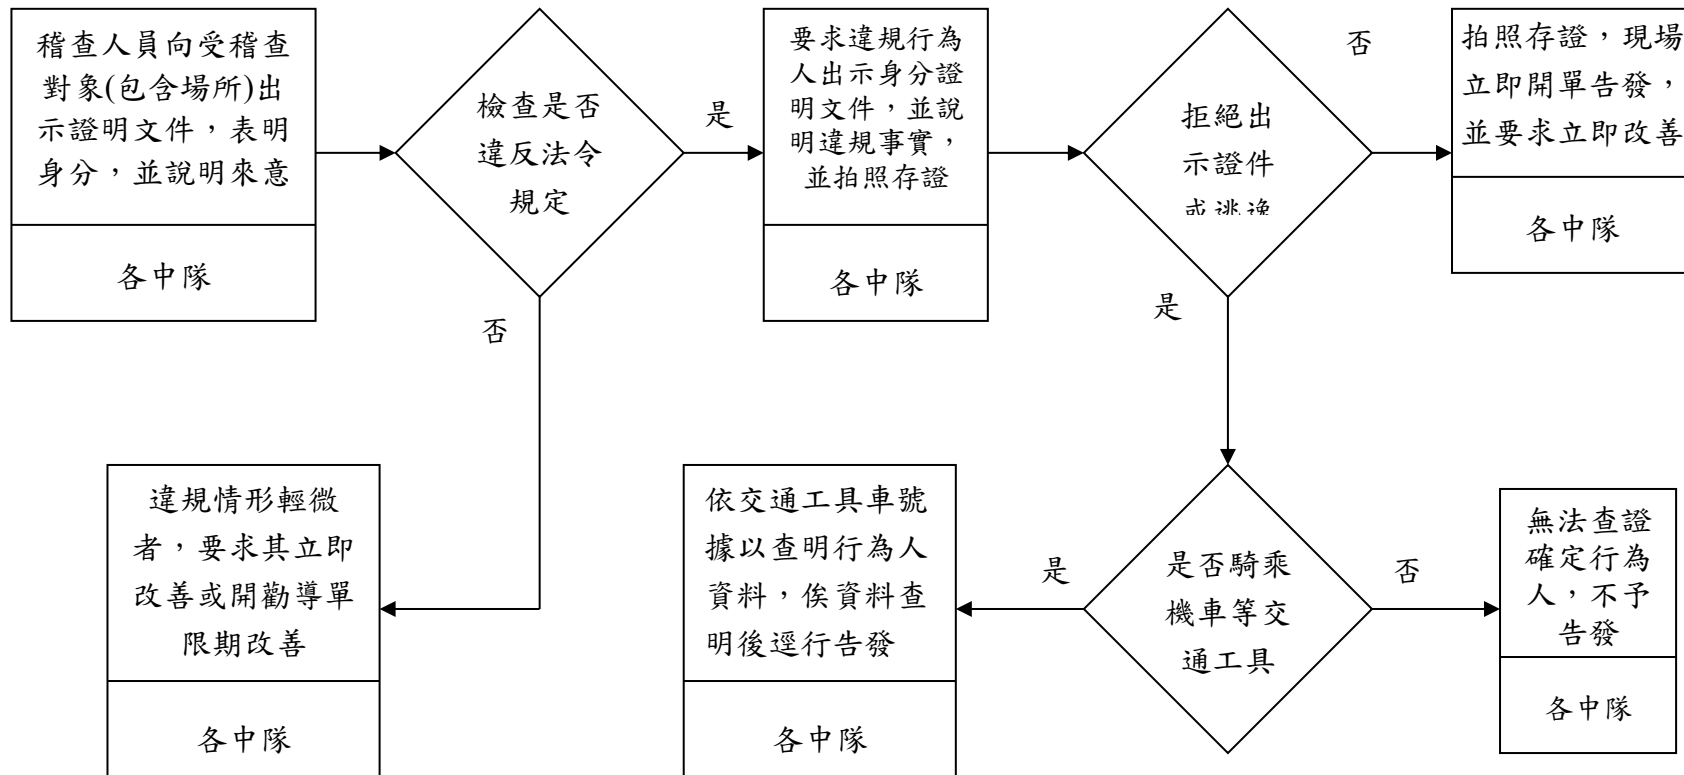 稽查人員向受稽查
對象(包含場所)出
示證明文件，表明
身分，並說明來意
各中隊
檢查是否
違反法令
規定
是
否
要求違規行為
人出示身分證
明文件，並說
明違規事實，
並拍照存證
各中隊
拒絕出
示證件
或逃逸
否
是
拍照存證，現場
立即開單告發，
並要求立即改善
各中隊
違規情形輕微
者，要求其立即
改善或開勸導單
限期改善
各中隊
依交通工具車號
據以查明行為人
資料，俟資料查
明後逕行告發
各中隊
是
是否騎乘
機車等交
通工具
否
無法查證
確定行為
人，不予
告發
各中隊